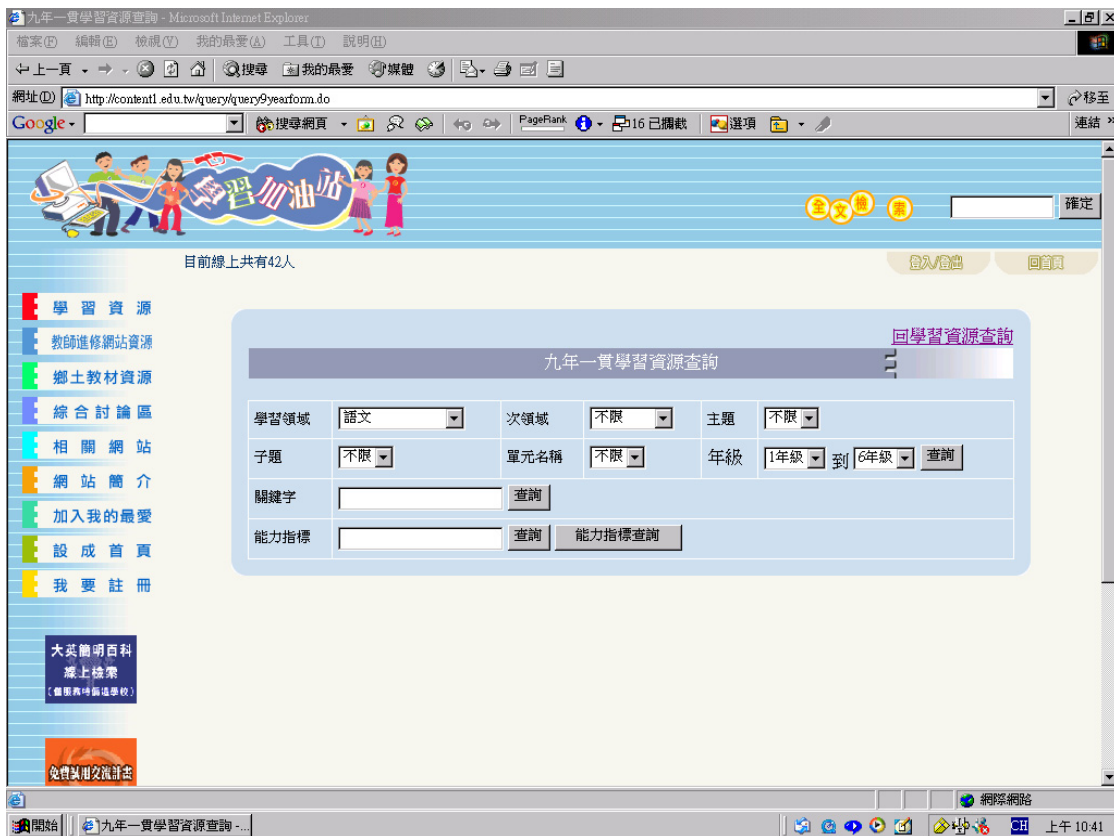 九年一貫學習資源查詢 - Microsoft Internet Explorer
檔案(F) 編輯(E) 檢視(V) 我的最愛(A) 工具(T) 說明(H)
上一頁 搜尋 我的最愛 媒體
網址(D) http://content1.edu.tw/query/query9yearform.do 移至
Google 搜尋網頁 PageRank 16 已攔截 選項 連結 »
學習加油站
全文檢索 確定
目前線上共有42人 登入/登出 回首頁
學習資源
教師進修網站資源
鄉土教材資源
綜合討論區
相關網站
網站簡介
加入我的最愛
設成首頁
我要註冊
回學習資源查詢
九年一貫學習資源查詢
學習領域 語文 次領域 不限 主題 不限
子題 不限 單元名稱 不限 年級 1年級 到 6年級 查詢
關鍵字 查詢
能力指標 查詢 能力指標查詢
大英簡明百科
線上檢索
免費試用交流計畫
網際網路
開始 九年一貫學習資源查詢 -... CH 上午 10:41